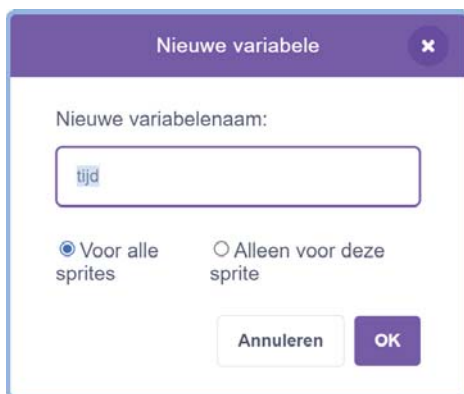 Nieuwe variabele
Nieuwe variabelenaam:
tijd
Voor alle sprites
Alleen voor deze sprite
Annuleren
OK